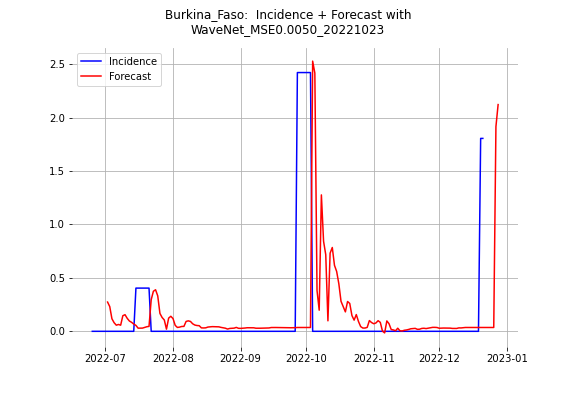 Burkina_Faso:  Incidence + Forecast with
WaveNet_MSE0.0050_20221023
Incidence
Forecast
2.5
2.0
1.5
1.0
0.5
0.0
2022-07 2022-08 2022-09 2022-10 2022-11 2022-12 2023-01